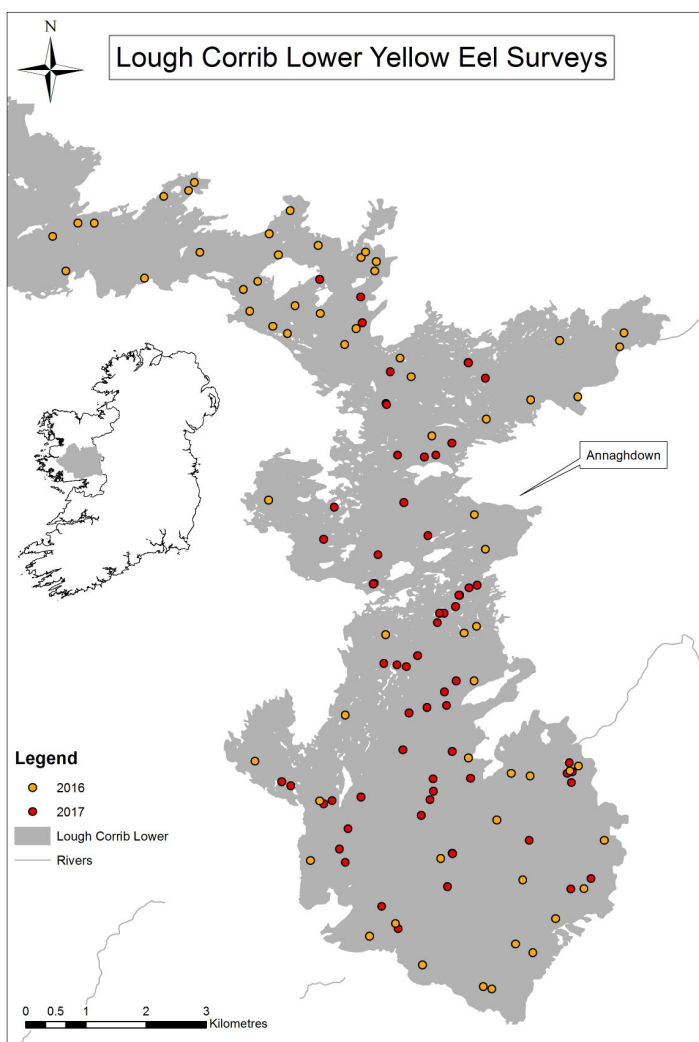 N
Lough Corrib Lower Yellow Eel Surveys
Annaghdown
Legend
2016
2017
Lough Corrib Lower
Rivers
0 0.5 1 2 3
Kilometres